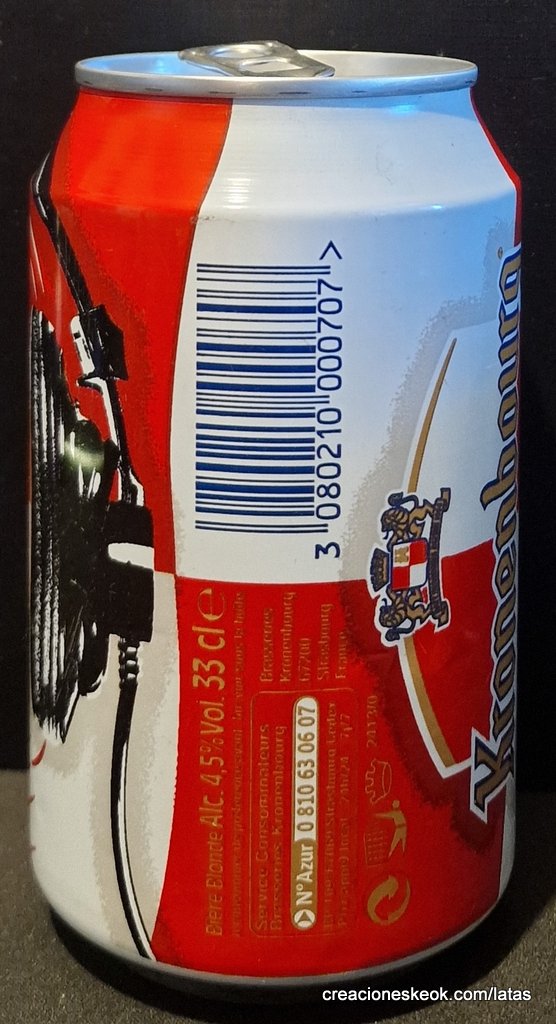 3 080210 000707 >
Kronenbourg
Bière Blonde Alc. 4,5% Vol. 33 cl e
Brasseries
Kronenbourg
67200
Strasbourg
France
Service Consommateurs
Brasseries Kronenbourg
N°Azur 0 810 63 06 07
241310
creacioneskeok.com/latas